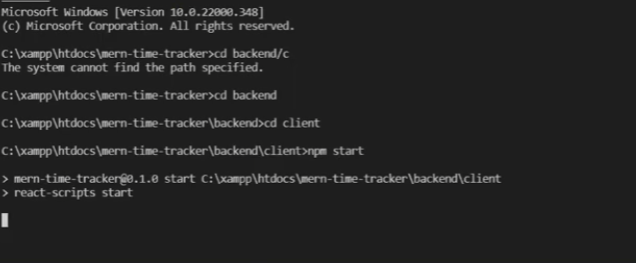 Microsoft Windows [Version 10.0.22000.348]
(c) Microsoft Corporation. All rights reserved.
C:\xampp\htdocs\mern-time-tracker>cd backend/c
The system cannot find the path specified.
C:\xampp\htdocs\mern-time-tracker>cd backend
C:\xampp\htdocs\mern-time-tracker\backend>cd client
C:\xampp\htdocs\mern-time-tracker\backend\client>npm start
> mern-time-tracker@0.1.0 start C:\xampp\htdocs\mern-time-tracker\backend\client
> react-scripts start